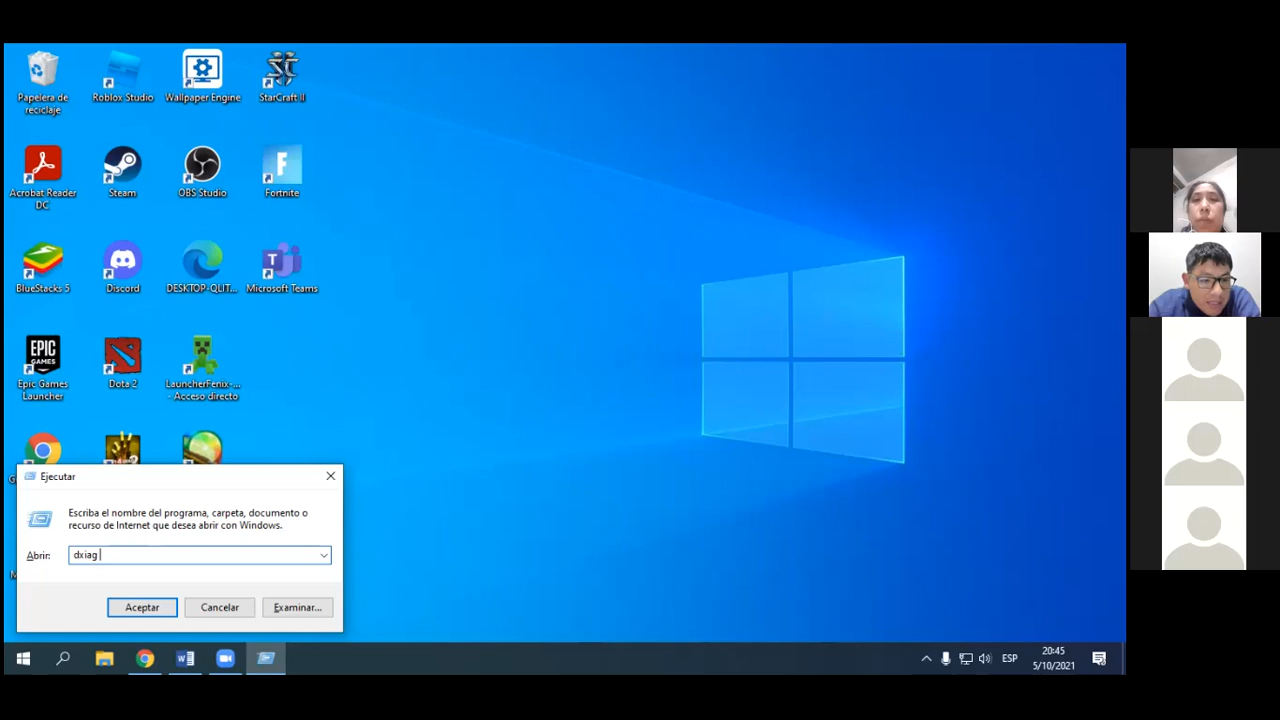 Papelera de
reciclaje
Roblox Studio
Wallpaper Engine
StarCraft II
Acrobat Reader
DC
Steam
OBS Studio
Fortnite
BlueStacks 5
Discord
DESKTOP-QLIT...
Microsoft Teams
EPIC
GAMES
Epic Games
Launcher
Dota 2
LauncherFenix-...
- Acceso directo
Ejecutar
Escriba el nombre del programa, carpeta, documento o
recurso de Internet que desea abrir con Windows.
Abrir:
dxiag
Aceptar
Cancelar
Examinar...
ESP
20:45
5/10/2021